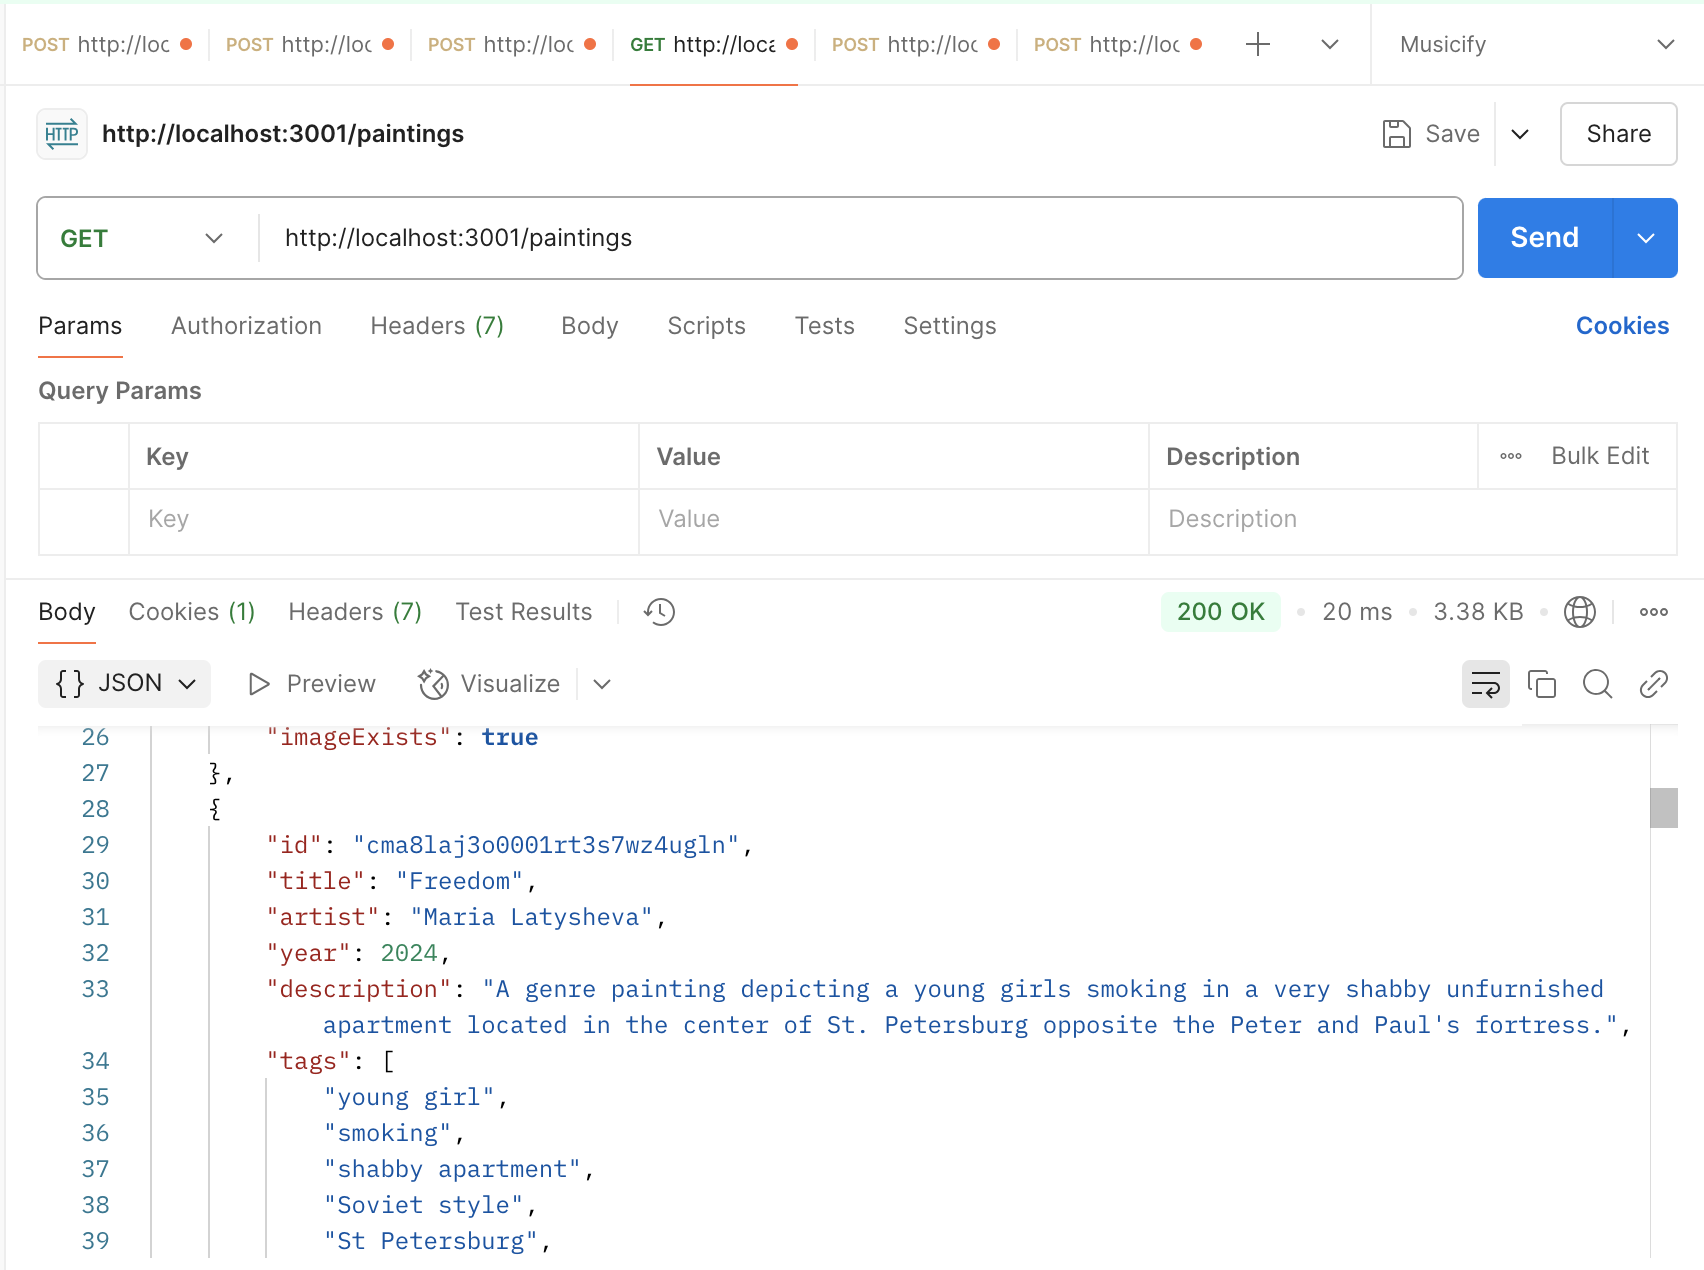 POST http://loc POST http://loc POST http://loc GET http://loca POST http://loc POST http://loc Musicify
HTTP http://localhost:3001/paintings Save Share
GET http://localhost:3001/paintings Send
Params Authorization Headers (7) Body Scripts Tests Settings Cookies
Query Params
Key Value Description Bulk Edit
Key Value Description
Body Cookies (1) Headers (7) Test Results 200 OK 20 ms 3.38 KB
{} JSON Preview Visualize
26 "imageExists": true
27 },
28 {
29 "id": "cma8laj3o0001rt3s7wz4ugln",
30 "title": "Freedom",
31 "artist": "Maria Latysheva",
32 "year": 2024,
33 "description": "A genre painting depicting a young girls smoking in a very shabby unfurnished
apartment located in the center of St. Petersburg opposite the Peter and Paul's fortress.",
34 "tags": [
35 "young girl",
36 "smoking",
37 "shabby apartment",
38 "Soviet style",
39 "St Petersburg",